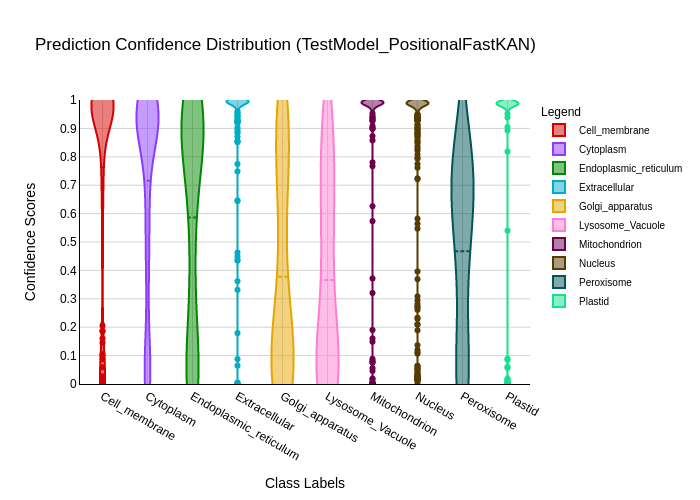 Prediction Confidence Distribution (TestModel_PositionalFastKAN)
1
0.9
0.8
0.7
0.6
0.5
0.4
0.3
0.2
0.1
0
Confidence Scores
Cell_membrane
Cytoplasm
Endoplasmic_reticulum
Extracellular
Golgi_apparatus
Lysosome_Vacuole
Mitochondrion
Nucleus
Peroxisome
Plastid
Class Labels
Legend
Cell_membrane
Cytoplasm
Endoplasmic_reticulum
Extracellular
Golgi_apparatus
Lysosome_Vacuole
Mitochondrion
Nucleus
Peroxisome
Plastid